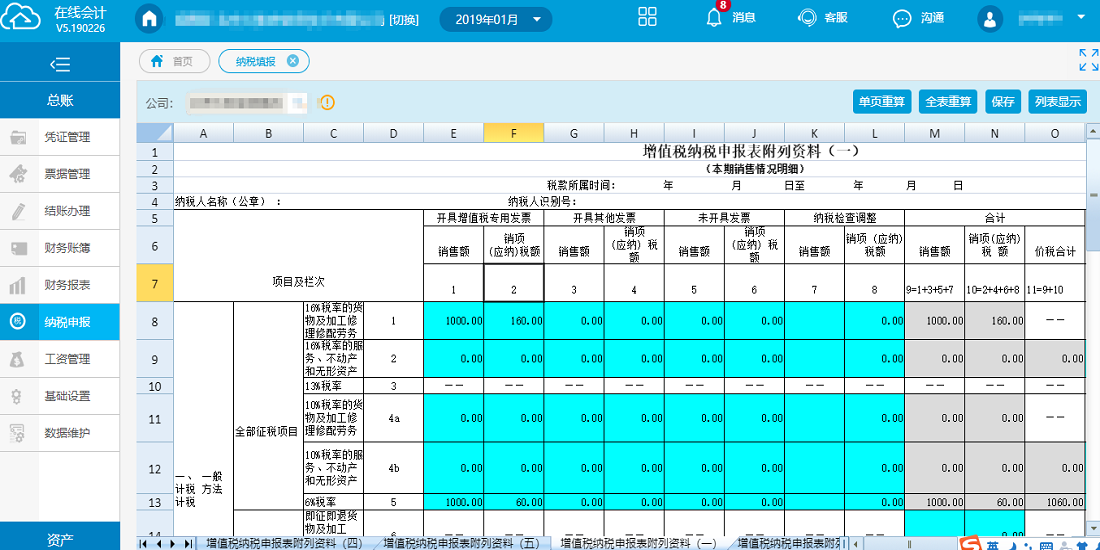 在线会计
V5.190226
[切换]
2019年01月
8
消息
客服
沟通
总账
凭证管理
票据管理
结账办理
财务账簿
财务报表
税 纳税申报
工资管理
基础设置
数据维护
资产
首页
纳税填报
公司:
单页重算 全表重算 保存 列表显示
A B C D E F G H I J K L M N O
1 增值税纳税申报表附列资料（一）
2 （本期销售情况明细）
3 税款所属时间: 年 月 日至 年 月 日
4 纳税人名称（公章）: 纳税人识别号:
5 开具增值税专用发票 开具其他发票 未开具发票 纳税检查调整 合计
6 销售额 销项(应纳)税额 销售额 销项(应纳)税额 销售额 销项(应纳)税额 销售额 销项(应纳)税额 销售额 销项(应纳)税额 价税合计
7 项目及栏次 1 2 3 4 5 6 7 8 9=1+3+5+7 10=2+4+6+8 11=9+10
一、一般计税方法计税
全部征税项目
8 16%税率的货物及加工修理修配劳务 1 1000.00 160.00 0.00 0.00 0.00 0.00 0.00 1000.00 160.00 ——
9 16%税率的服务、不动产和无形资产 2 0.00 0.00 0.00 0.00 0.00 0.00 0.00 0.00 0.00 0.00
10 13%税率 3 —— —— —— —— —— —— —— —— —— —— ——
11 10%税率的货物及加工修理修配劳务 4a 0.00 0.00 0.00 0.00 0.00 0.00 0.00 0.00 0.00 ——
12 10%税率的服务、不动产和无形资产 4b 0.00 0.00 0.00 0.00 0.00 0.00 0.00 0.00 0.00 0.00
13 6%税率 5 1000.00 60.00 0.00 0.00 0.00 0.00 0.00 1000.00 60.00 1060.00
14 即征即退货物及加工
增值税纳税申报表附列资料（四） 增值税纳税申报表附列资料（五） 增值税纳税申报表附列资料（一） 增值税纳税申报表附列
英